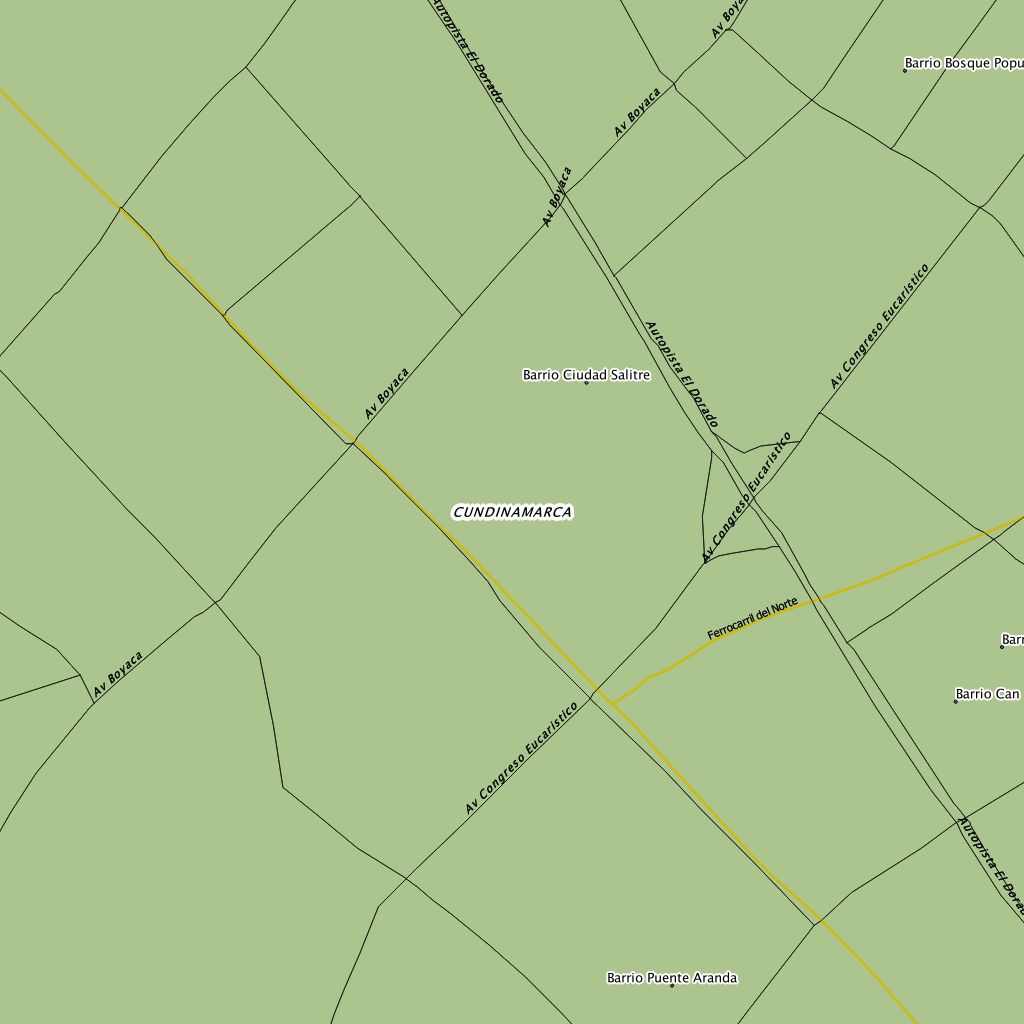 Autopista El Dorado
Av Boya
Barrio Bosque Popu
Av Boyaca
Av Boyaca
Av Congreso Eucaristico
Autopista El Dorado
Barrio Ciudad Salitre
Av Boyaca
Av Congreso Eucaristico
CUNDINAMARCA
Ferrocarril del Norte
Barr
Av Boyaca
Barrio Can
Av Congreso Eucaristico
Autopista El Dorado
Barrio Puente Aranda